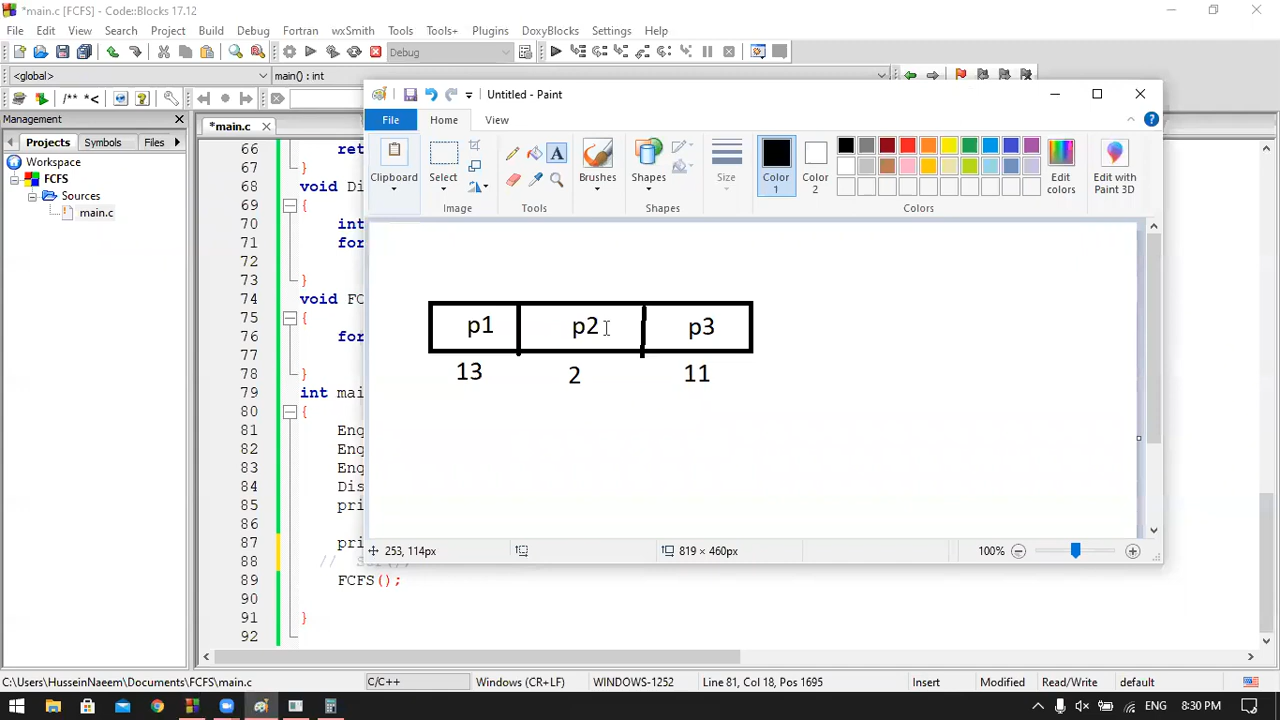 *main.c [FCFS] - Code::Blocks 17.12
File Edit View Search Project Build Debug Fortran wxSmith Tools Tools+ Plugins DoxyBlocks Settings Help
Debug
<global> main() : int
/** *<
Management
Projects Symbols Files
Workspace
FCFS
Sources
main.c
*main.c
66 ret
67 }
68 void Di
69 {
70 int
71 for
72
73 }
74 void FC
75 {
76 for
77
78 }
79 int mai
80 {
81 Enq
82 Enq
83 Enq
84 Dis
85 pri
86
87 pri
88 //
89 FCFS();
90
91 }
92
Untitled - Paint
File Home View
Clipboard Select Brushes Shapes Size Color 1 Color 2 Edit colors Edit with Paint 3D
Image Tools Shapes Colors
p1 p2 p3
13 2 11
253, 114px 819 × 460px 100%
C:\Users\HusseinNaeem\Documents\FCFS\main.c C/C++ Windows (CR+LF) WINDOWS-1252 Line 81, Col 18, Pos 1695 Insert Modified Read/Write default
ENG 8:30 PM